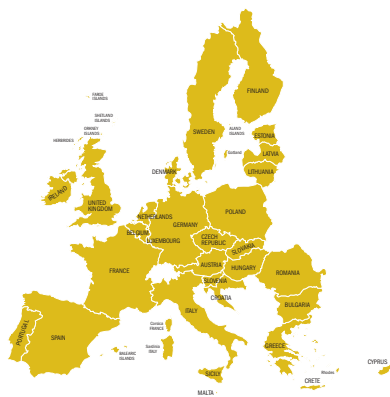 FAROE
ISLANDS
SHETLAND
ISLANDS
ORKNEY
ISLANDS
HEBRIDES
FINLAND
SWEDEN
ALAND
ISLANDS
ESTONIA
Gotland
LATVIA
LITHUANIA
DENMARK
IRELAND
UNITED
KINGDOM
NETHERLANDS
POLAND
GERMANY
BELGIUM
LUXEMBOURG
CZECH
REPUBLIC
SLOVAKIA
FRANCE
AUSTRIA
HUNGARY
ROMANIA
SLOVENIA
CROATIA
BULGARIA
ITALY
PORTUGAL
SPAIN
Corsica
FRANCE
Sardinia
ITALY
BALEARIC
ISLANDS
GREECE
SICILY
MALTA
Rhodes
CRETE
CYPRUS